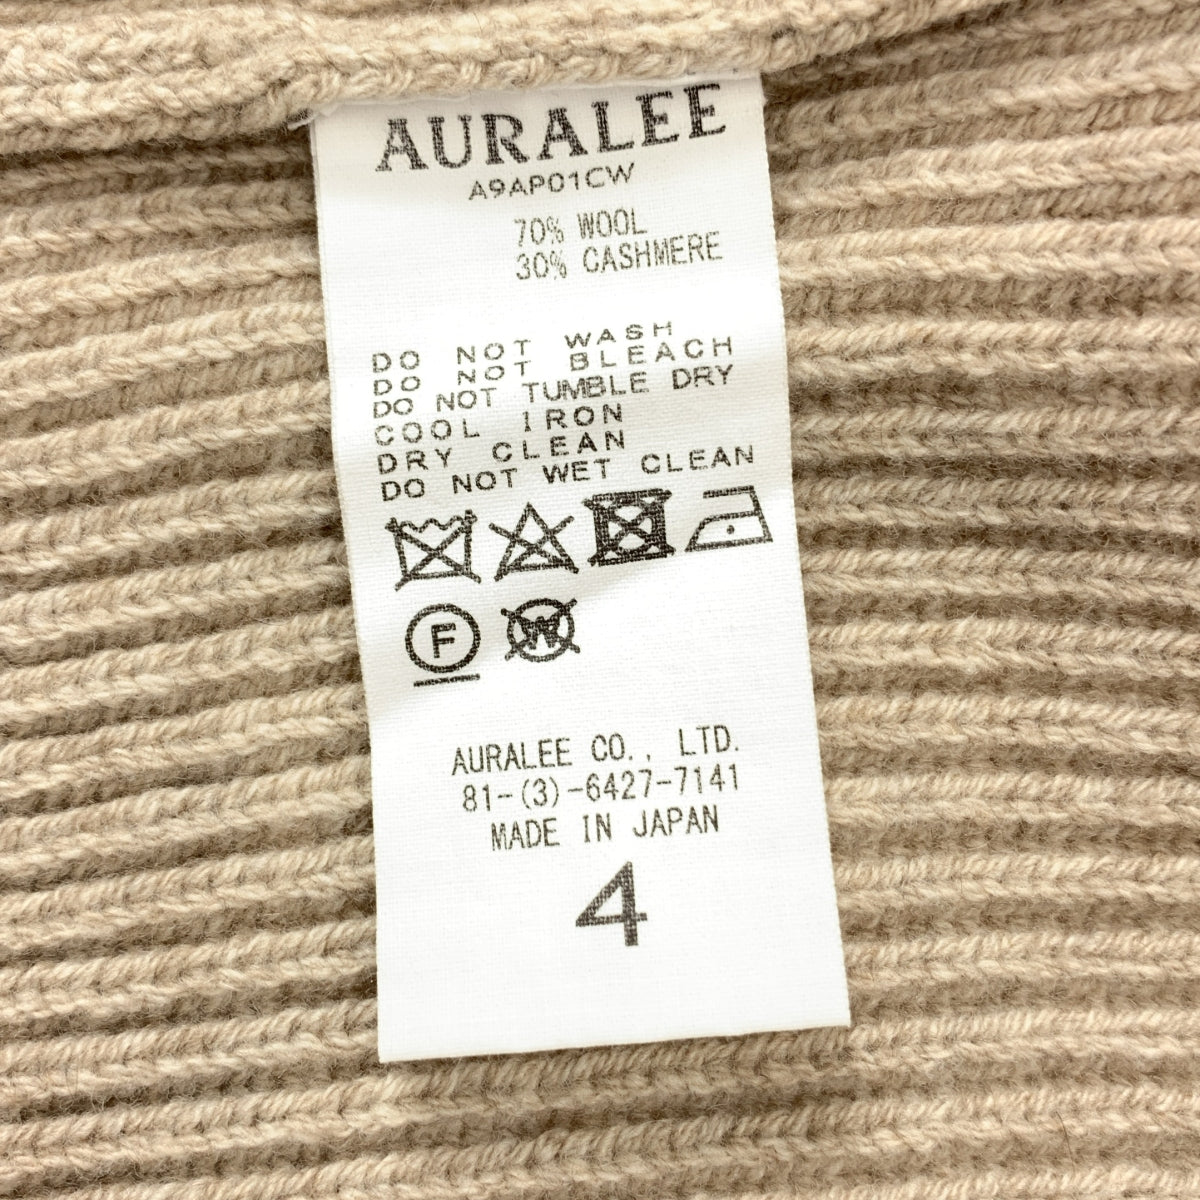 AURALEE
A9AP01CW
70% WOOL
30% CASHMERE
DO NOT WASH
DO NOT BLEACH
DO NOT TUMBLE DRY
COOL IRON
DRY CLEAN
DO NOT WET CLEAN
F W
AURALEE CO., LTD.
81-(3)-6427-7141
MADE IN JAPAN
4